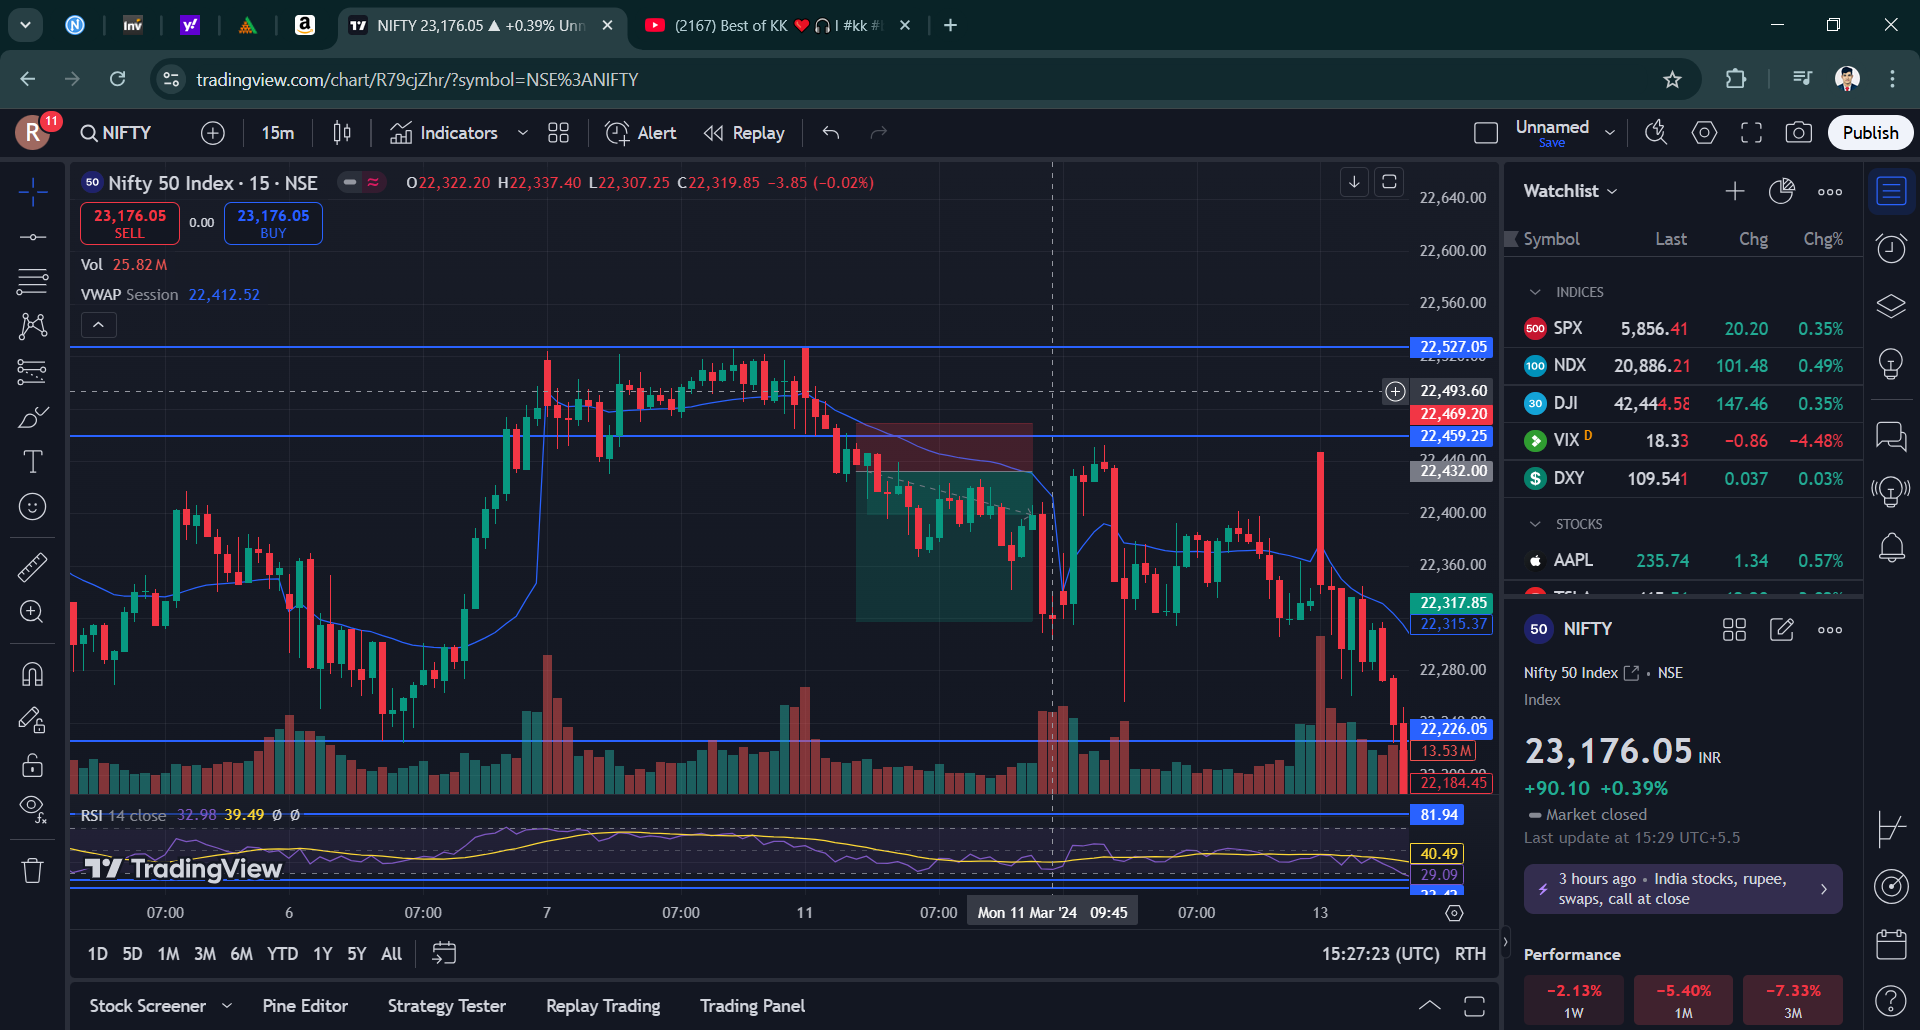 Inv
y!
a
NIFTY 23,176.05 ▲ +0.39% Unn
(2167) Best of KK ❤️🎧 l #kk #
tradingview.com/chart/R79cjZhr/?symbol=NSE%3ANIFTY
R
11
NIFTY
15m
Indicators
Alert
Replay
Unnamed
Save
Publish
50 Nifty 50 Index · 15 · NSE
O22,322.20 H22,337.40 L22,307.25 C22,319.85 −3.85 (−0.02%)
23,176.05
SELL
0.00
23,176.05
BUY
Vol 25.82 M
VWAP Session 22,412.52
22,640.00
22,600.00
22,560.00
22,527.05
22,493.60
22,469.20
22,459.25
22,440.00
22,432.00
22,400.00
22,360.00
22,317.85
22,315.37
22,280.00
22,226.05
13.53 M
22,184.45
RSI 14 close 32.98 39.49 Ø Ø
81.94
40.49
29.09
TradingView
07:00
6
07:00
7
07:00
11
07:00
Mon 11 Mar '24 09:45
07:00
13
1D 5D 1M 3M 6M YTD 1Y 5Y All
15:27:23 (UTC) RTH
Stock Screener
Pine Editor
Strategy Tester
Replay Trading
Trading Panel
Watchlist
Symbol Last Chg Chg%
INDICES
500 SPX 5,856.41 20.20 0.35%
100 NDX 20,886.21 101.48 0.49%
30 DJI 42,444.58 147.46 0.35%
VIX D 18.33 −0.86 −4.48%
DXY 109.541 0.037 0.03%
STOCKS
AAPL 235.74 1.34 0.57%
50 NIFTY
Nifty 50 Index • NSE
Index
23,176.05 INR
+90.10 +0.39%
Market closed
Last update at 15:29 UTC+5.5
3 hours ago • India stocks, rupee,
swaps, call at close
Performance
−2.13%
1W
−5.40%
1M
−7.33%
3M